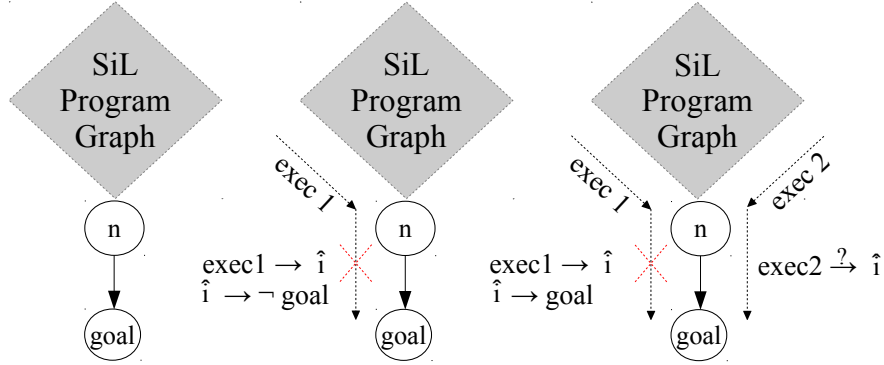 SiL
Program
Graph
n
goal
SiL
Program
Graph
exec 1
n
exec1 → î
î → ¬ goal
goal
SiL
Program
Graph
exec 1
exec 2
n
exec1 → î
î → goal
exec2 →? î
goal